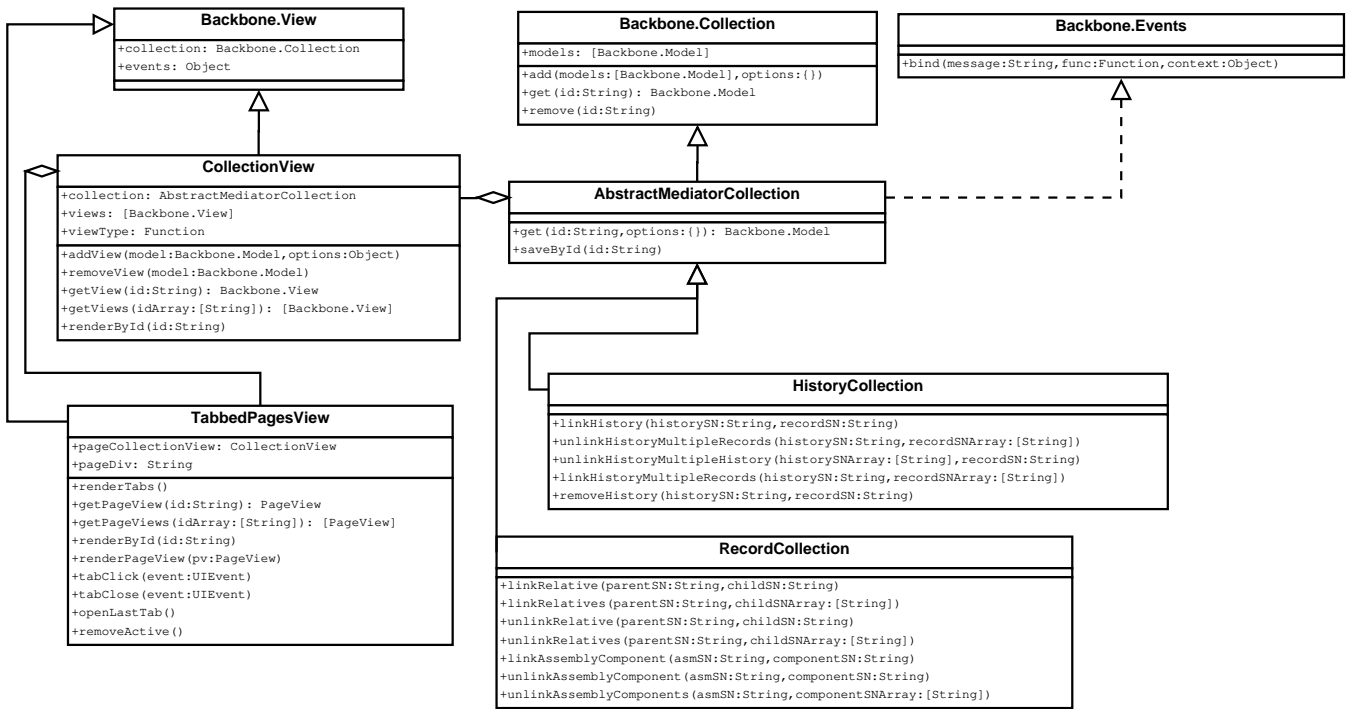 Backbone.View
+collection: Backbone.Collection
+events: Object
Backbone.Collection
+models: [Backbone.Model]
+add(models:[Backbone.Model],options:{})
+get(id:String): Backbone.Model
+remove(id:String)
Backbone.Events
+bind(message:String,func:Function,context:Object)
CollectionView
+collection: AbstractMediatorCollection
+views: [Backbone.View]
+viewType: Function
+addView(model:Backbone.Model,options:Object)
+removeView(model:Backbone.Model)
+getView(id:String): Backbone.View
+getViews(idArray:[String]): [Backbone.View]
+renderById(id:String)
AbstractMediatorCollection
+get(id:String,options:{}): Backbone.Model
+saveById(id:String)
HistoryCollection
+linkHistory(historySN:String,recordSN:String)
+unlinkHistoryMultipleRecords(historySN:String,recordSNArray:[String])
+unlinkHistoryMultipleHistory(historySNArray:[String],recordSN:String)
+linkHistoryMultipleRecords(historySN:String,recordSNArray:[String])
+removeHistory(historySN:String,recordSN:String)
TabbedPagesView
+pageCollectionView: CollectionView
+pageDiv: String
+renderTabs()
+getPageView(id:String): PageView
+getPageViews(idArray:[String]): [PageView]
+renderById(id:String)
+renderPageView(pv:PageView)
+tabClick(event:UIEvent)
+tabClose(event:UIEvent)
+openLastTab()
+removeActive()
RecordCollection
+linkRelative(parentSN:String,childSN:String)
+linkRelatives(parentSN:String,childSNArray:[String])
+unlinkRelative(parentSN:String,childSN:String)
+unlinkRelatives(parentSN:String,childSNArray:[String])
+linkAssemblyComponent(asmSN:String,componentSN:String)
+unlinkAssemblyComponent(asmSN:String,componentSN:String)
+unlinkAssemblyComponents(asmSN:String,componentSNArray:[String])